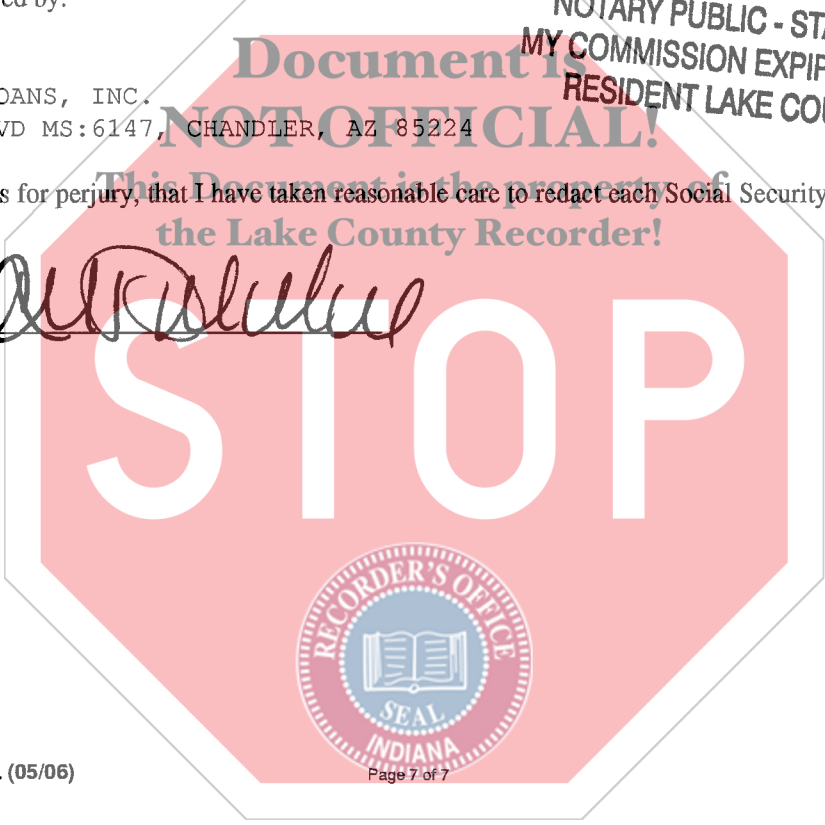 ed by:
NOTARY PUBLIC - STA
MY COMMISSION EXPIR
RESIDENT LAKE COU
Document is
OANS, INC.
VD MS:6147, CHANDLER, AZ 85224
NOT OFFICIAL!
s for perjury, that I have taken reasonable care to redact each Social Security
This Document is the property of
the Lake County Recorder!
STOP
RECORDER'S OFFICE
SEAL
INDIANA
. (05/06)
Page 7 of 7